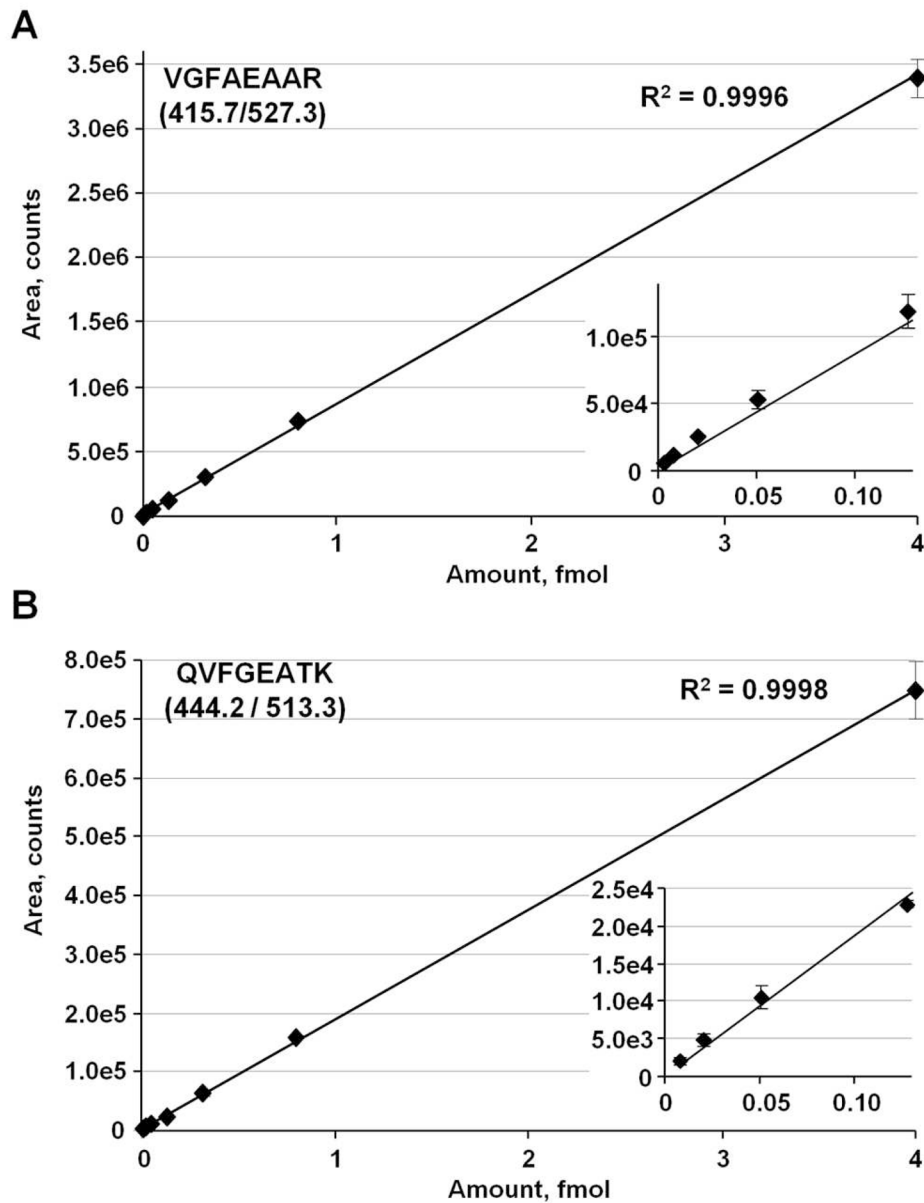 A
3.5e6
VGFAEAAR
(415.7/527.3)
R² = 0.9996
3.0e6
2.5e6
2.0e6
1.5e6
1.0e6
5.0e5
0
Area, counts
1.0e5
5.0e4
0
0 0.05 0.10
0 1 2 3 4
Amount, fmol
B
8.0e5
QVFGEATK
(444.2 / 513.3)
R² = 0.9998
7.0e5
6.0e5
5.0e5
4.0e5
3.0e5
2.0e5
1.0e5
0
Area, counts
2.5e4
2.0e4
1.5e4
1.0e4
5.0e3
0
0 0.05 0.10
0 1 2 3 4
Amount, fmol